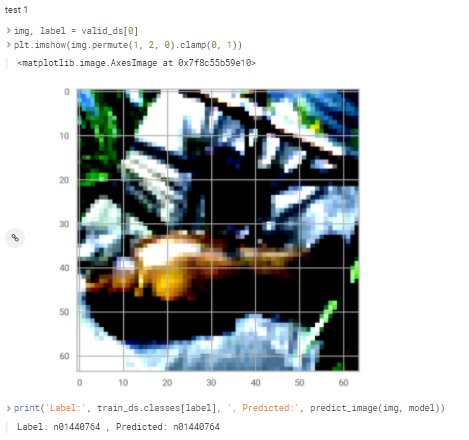 test 1
> img, label = valid_ds[0]
> plt.imshow(img.permute(1, 2, 0).clamp(0, 1))
<matplotlib.image.AxesImage at 0x7f8c55b59e10>
0
10
20
30
40
50
60
0 10 20 30 40 50 60
> print('Label:', train_ds.classes[label], ', Predicted:', predict_image(img, model))
Label: n01440764 , Predicted: n01440764